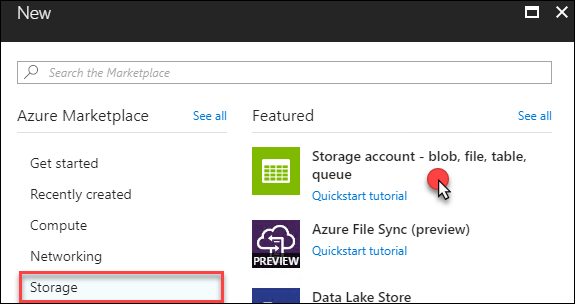 New
Search the Marketplace
Azure Marketplace
See all
Get started
Recently created
Compute
Networking
Storage
Featured
See all
Storage account - blob, file, table,
queue
Quickstart tutorial
PREVIEW
Azure File Sync (preview)
Quickstart tutorial
Data Lake Store